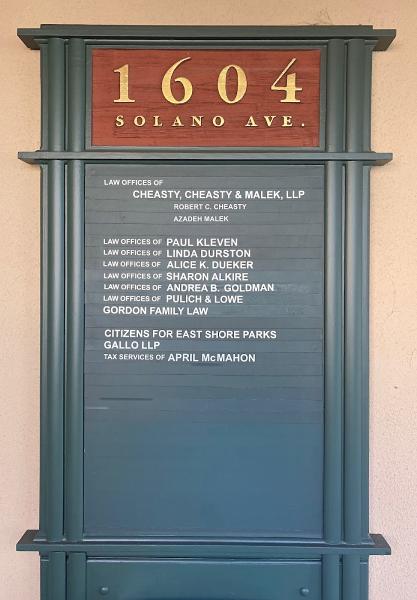 1604
SOLANO AVE.
LAW OFFICES OF
CHEASTY, CHEASTY & MALEK, LLP
ROBERT C. CHEASTY
AZADEH MALEK
LAW OFFICES OF PAUL KLEVEN
LAW OFFICES OF LINDA DURSTON
LAW OFFICES OF ALICE K. DUEKER
LAW OFFICES OF SHARON ALKIRE
LAW OFFICES OF ANDREA B. GOLDMAN
LAW OFFICES OF PULICH & LOWE
GORDON FAMILY LAW
CITIZENS FOR EAST SHORE PARKS
GALLO LLP
TAX SERVICES OF APRIL McMAHON